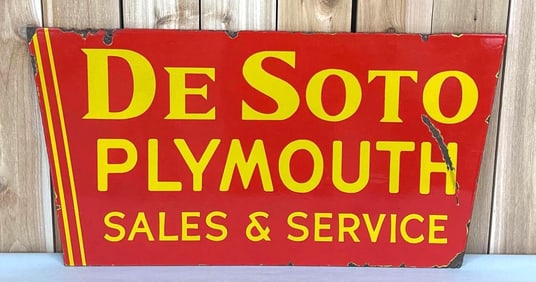 DE SOTO
PLYMOUTH
SALES & SERVICE